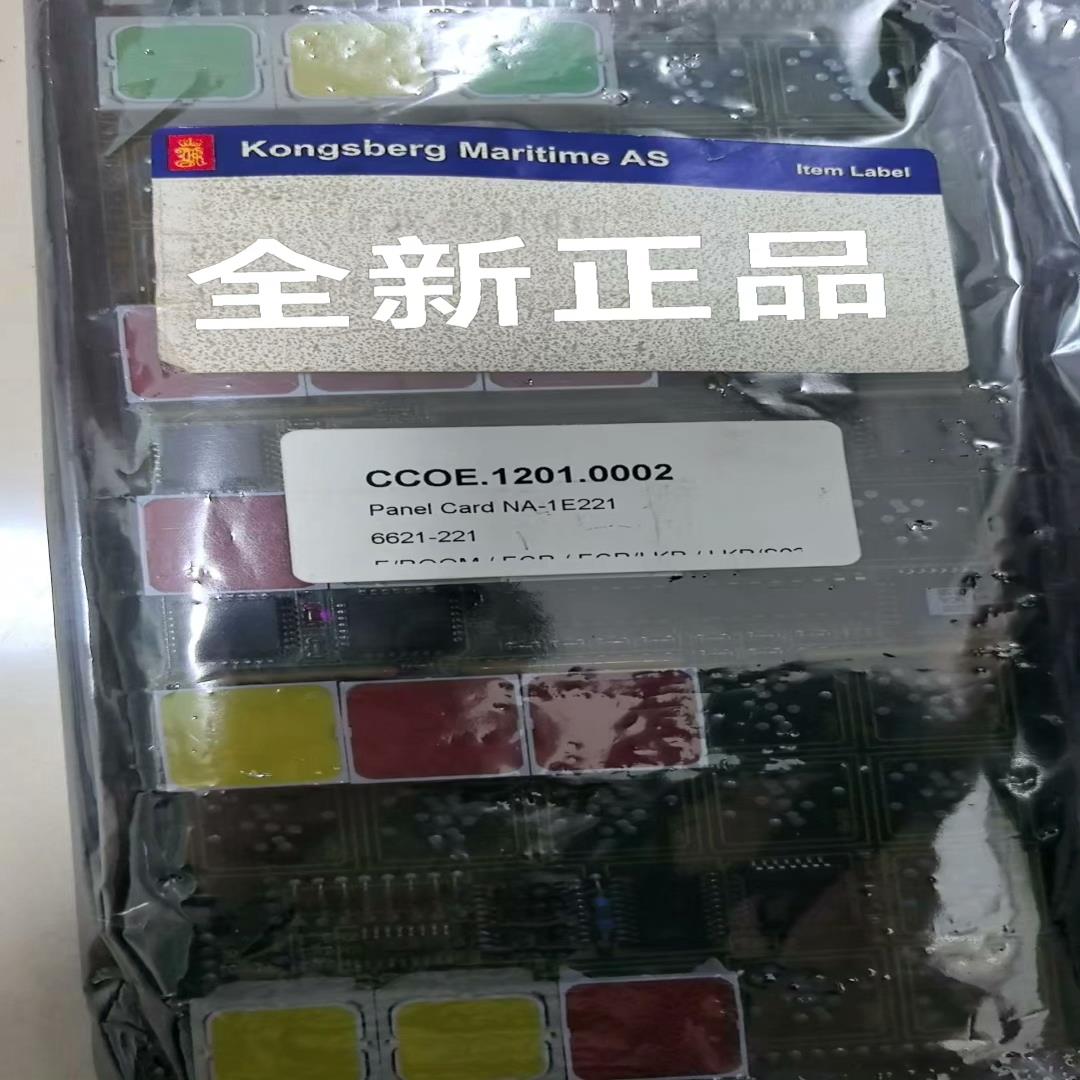 Kongsberg Maritime AS
Item Label
全新正品
CCOE.1201.0002
Panel Card NA-1E221
6621-221